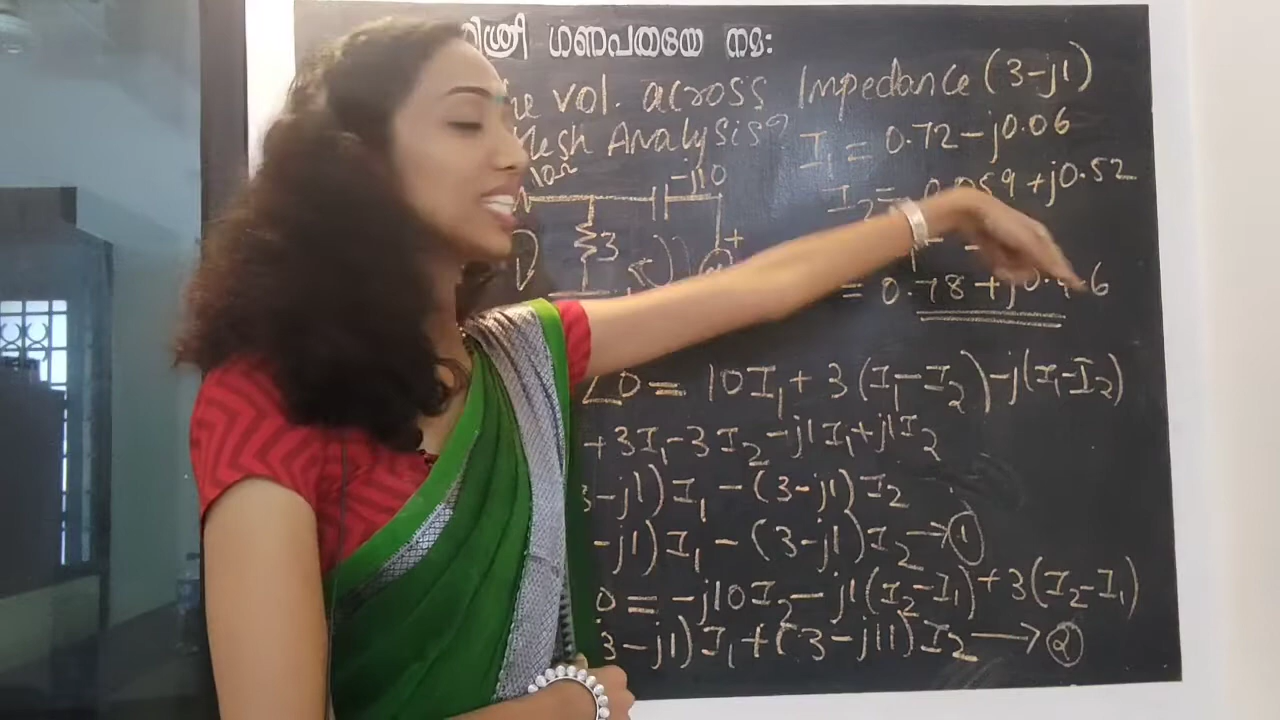 ശ്രീ ഗണപതയേ നമ:
vol. across Impedance (3-j1)
Mesh Analysis?
I₁ = 0.72 - j0.06
10Ω
-j10
I₂ = 0.059 + j0.52
3
+
= 0.78 + j0.46
∠0 = 10I₁ + 3(I₁-I₂) -j(I₁-I₂)
+ 3I₁ - 3I₂ - j1I₁ + j1I₂
3-j1)I₁ - (3-j1)I₂
-j1)I₁ - (3-j1)I₂ → ①
0 = -j10I₂ - j1(I₂-I₁) + 3(I₂-I₁)
3-j1)I₁ + (3-j11)I₂ → ②